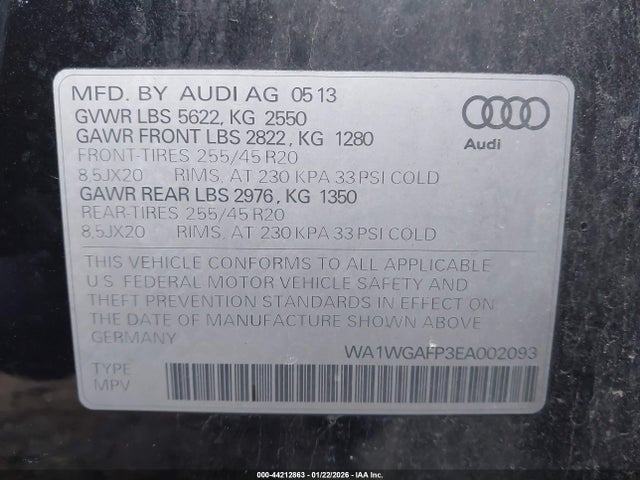 MFD. BY AUDI AG 0513
GVWR LBS 5622, KG 2550
GAWR FRONT LBS 2822, KG 1280
FRONT-TIRES 255/45 R20
8,5JX20 RIMS, AT 230 KPA 33 PSI COLD
GAWR REAR LBS 2976, KG 1350
REAR-TIRES 255/45 R20
8,5JX20 RIMS, AT 230 KPA 33 PSI COLD
Audi
THIS VEHICLE CONFORMS TO ALL APPLICABLE
U.S. FEDERAL MOTOR VEHICLE SAFETY AND
THEFT PREVENTION STANDARDS IN EFFECT ON
THE DATE OF MANUFACTURE SHOWN ABOVE
GERMANY
WA1WGAFP3EA002093
TYPE
MPV
000-44212863 - 01/22/2026 - IAA Inc.